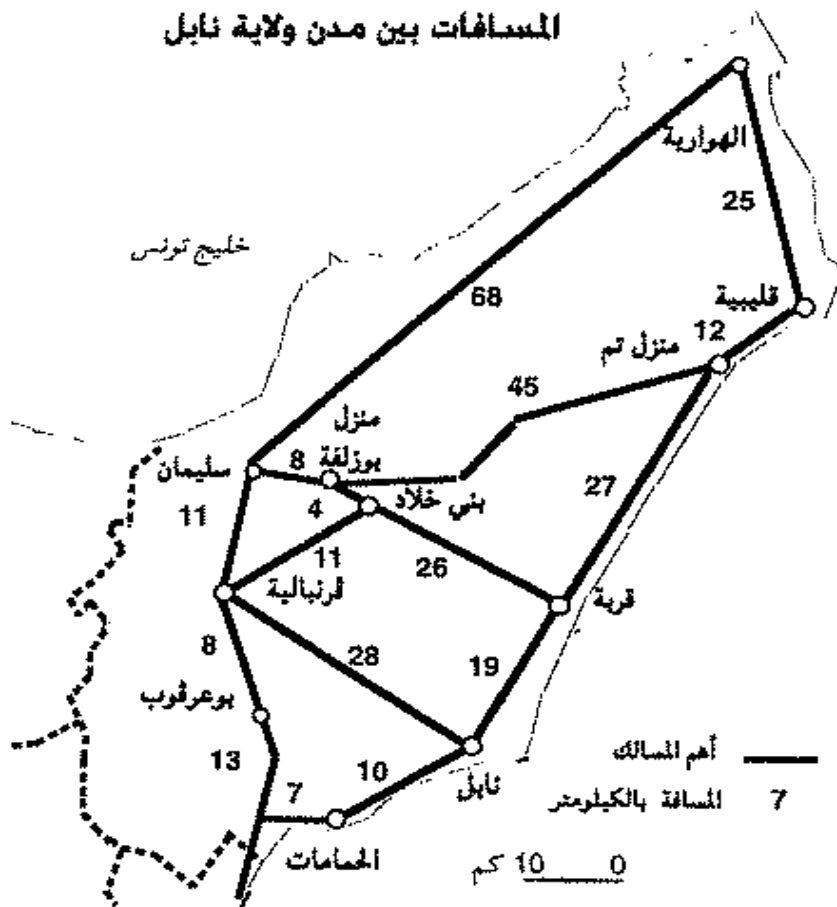 المسافات بين مدن ولاية نابل
الهوارية
25
خليج تونس
68
قليبية
12
منزل تم
45
منزل
بوزلفة
8
سليمان
27
بني خلاد
4
11
11
26
قرنبالية
قربة
8
28
19
بوعرقوب
13
10
نابل
أهم المسالك
7
المسافة بالكيلومتر
7
الحمامات
0 10 كم